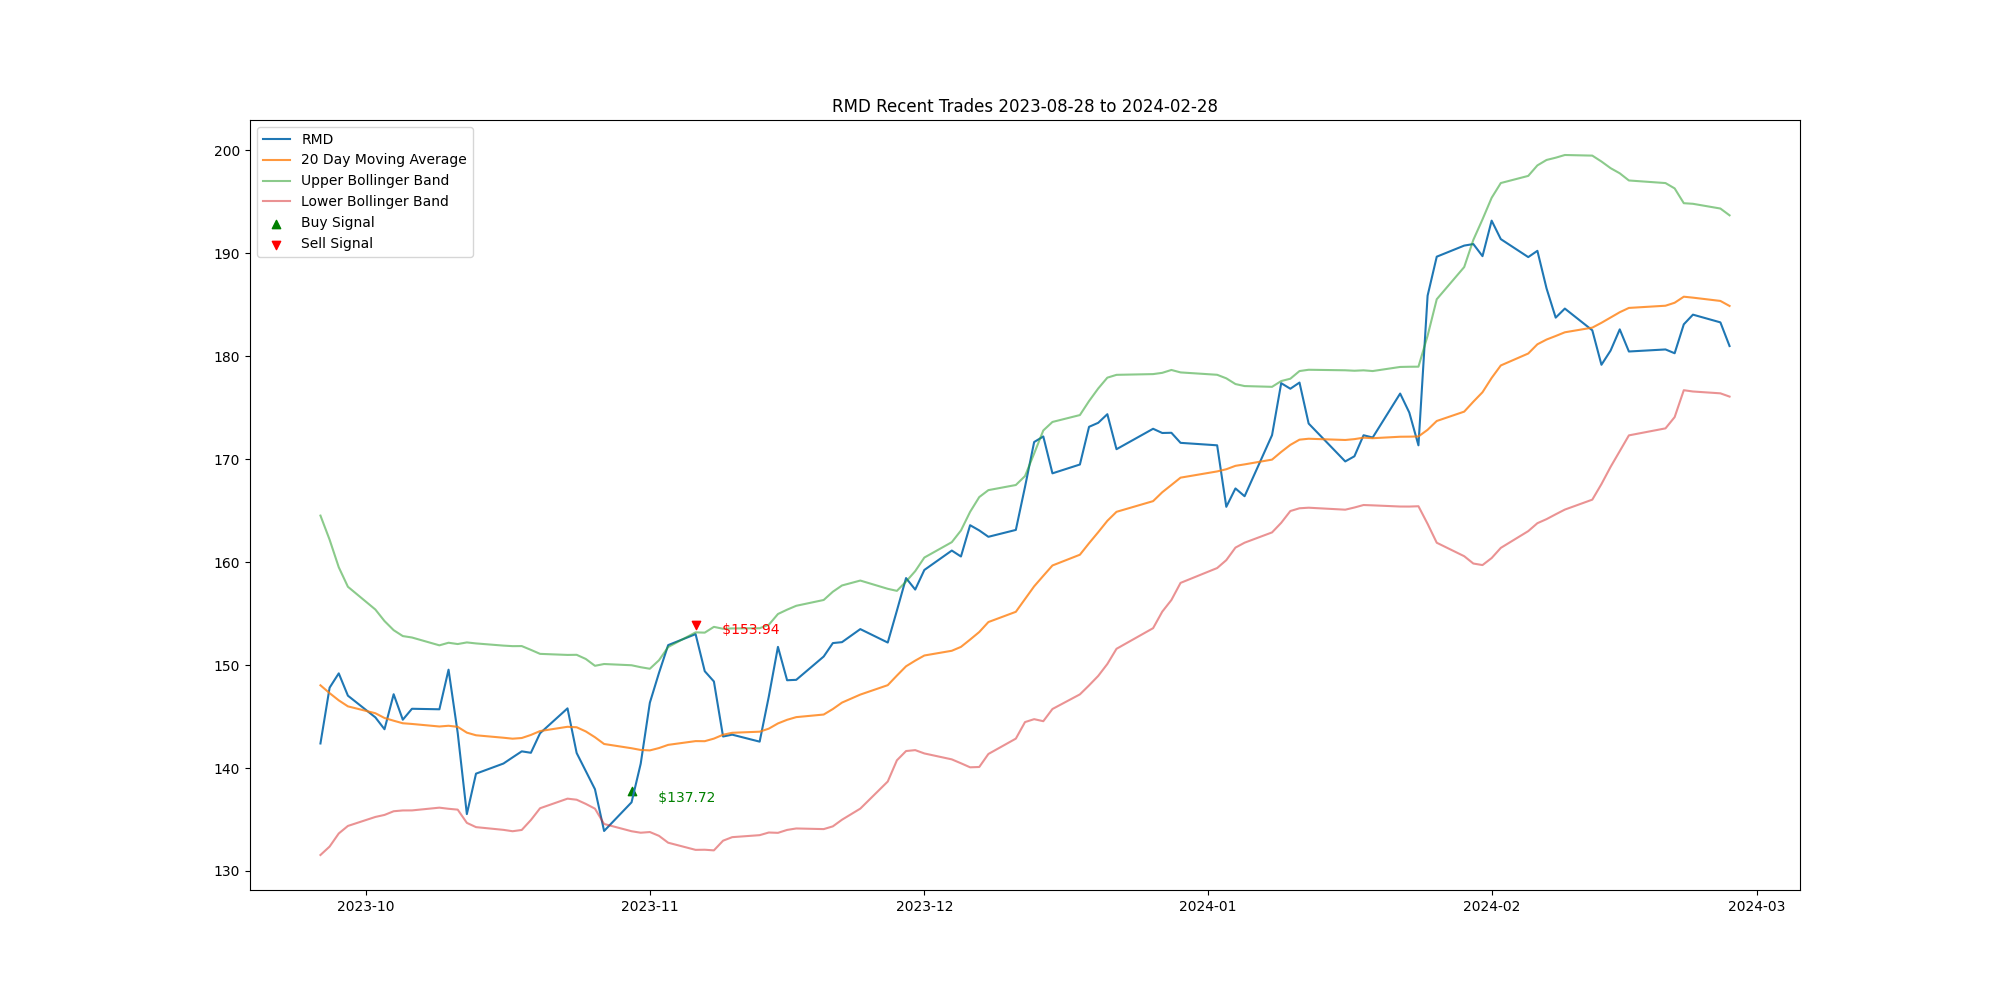 RMD Recent Trades 2023-08-28 to 2024-02-28
RMD
20 Day Moving Average
Upper Bollinger Band
Lower Bollinger Band
Buy Signal
Sell Signal
200
190
180
170
160
150
140
130
$153.94
$137.72
2023-10
2023-11
2023-12
2024-01
2024-02
2024-03